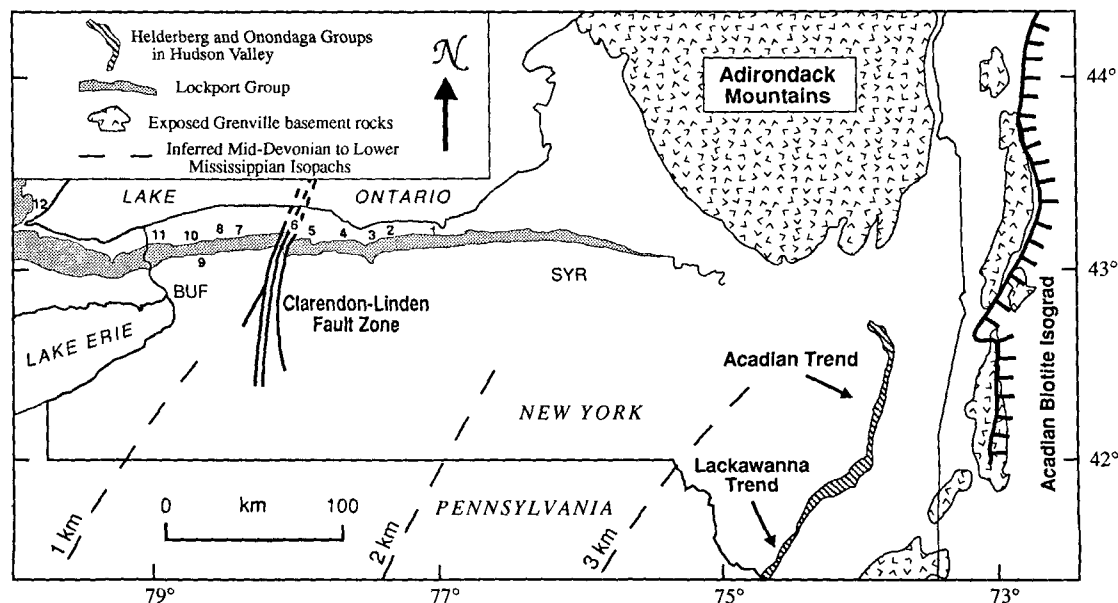 Helderberg and Onondaga Groups
in Hudson Valley
Lockport Group
Exposed Grenville basement rocks
Inferred Mid-Devonian to Lower
Mississippian Isopachs
N
Adirondack
Mountains
44°
LAKE ONTARIO
12
11 10 8 7 6 5 4 3 2 1
9
43°
BUF
SYR
Clarendon-Linden
Fault Zone
LAKE ERIE
Acadian Trend
NEW YORK
Acadian Biotite Isograd
42°
Lackawanna
Trend
0 km 100
PENNSYLVANIA
1 km
2 km
3 km
79° 77° 75° 73°